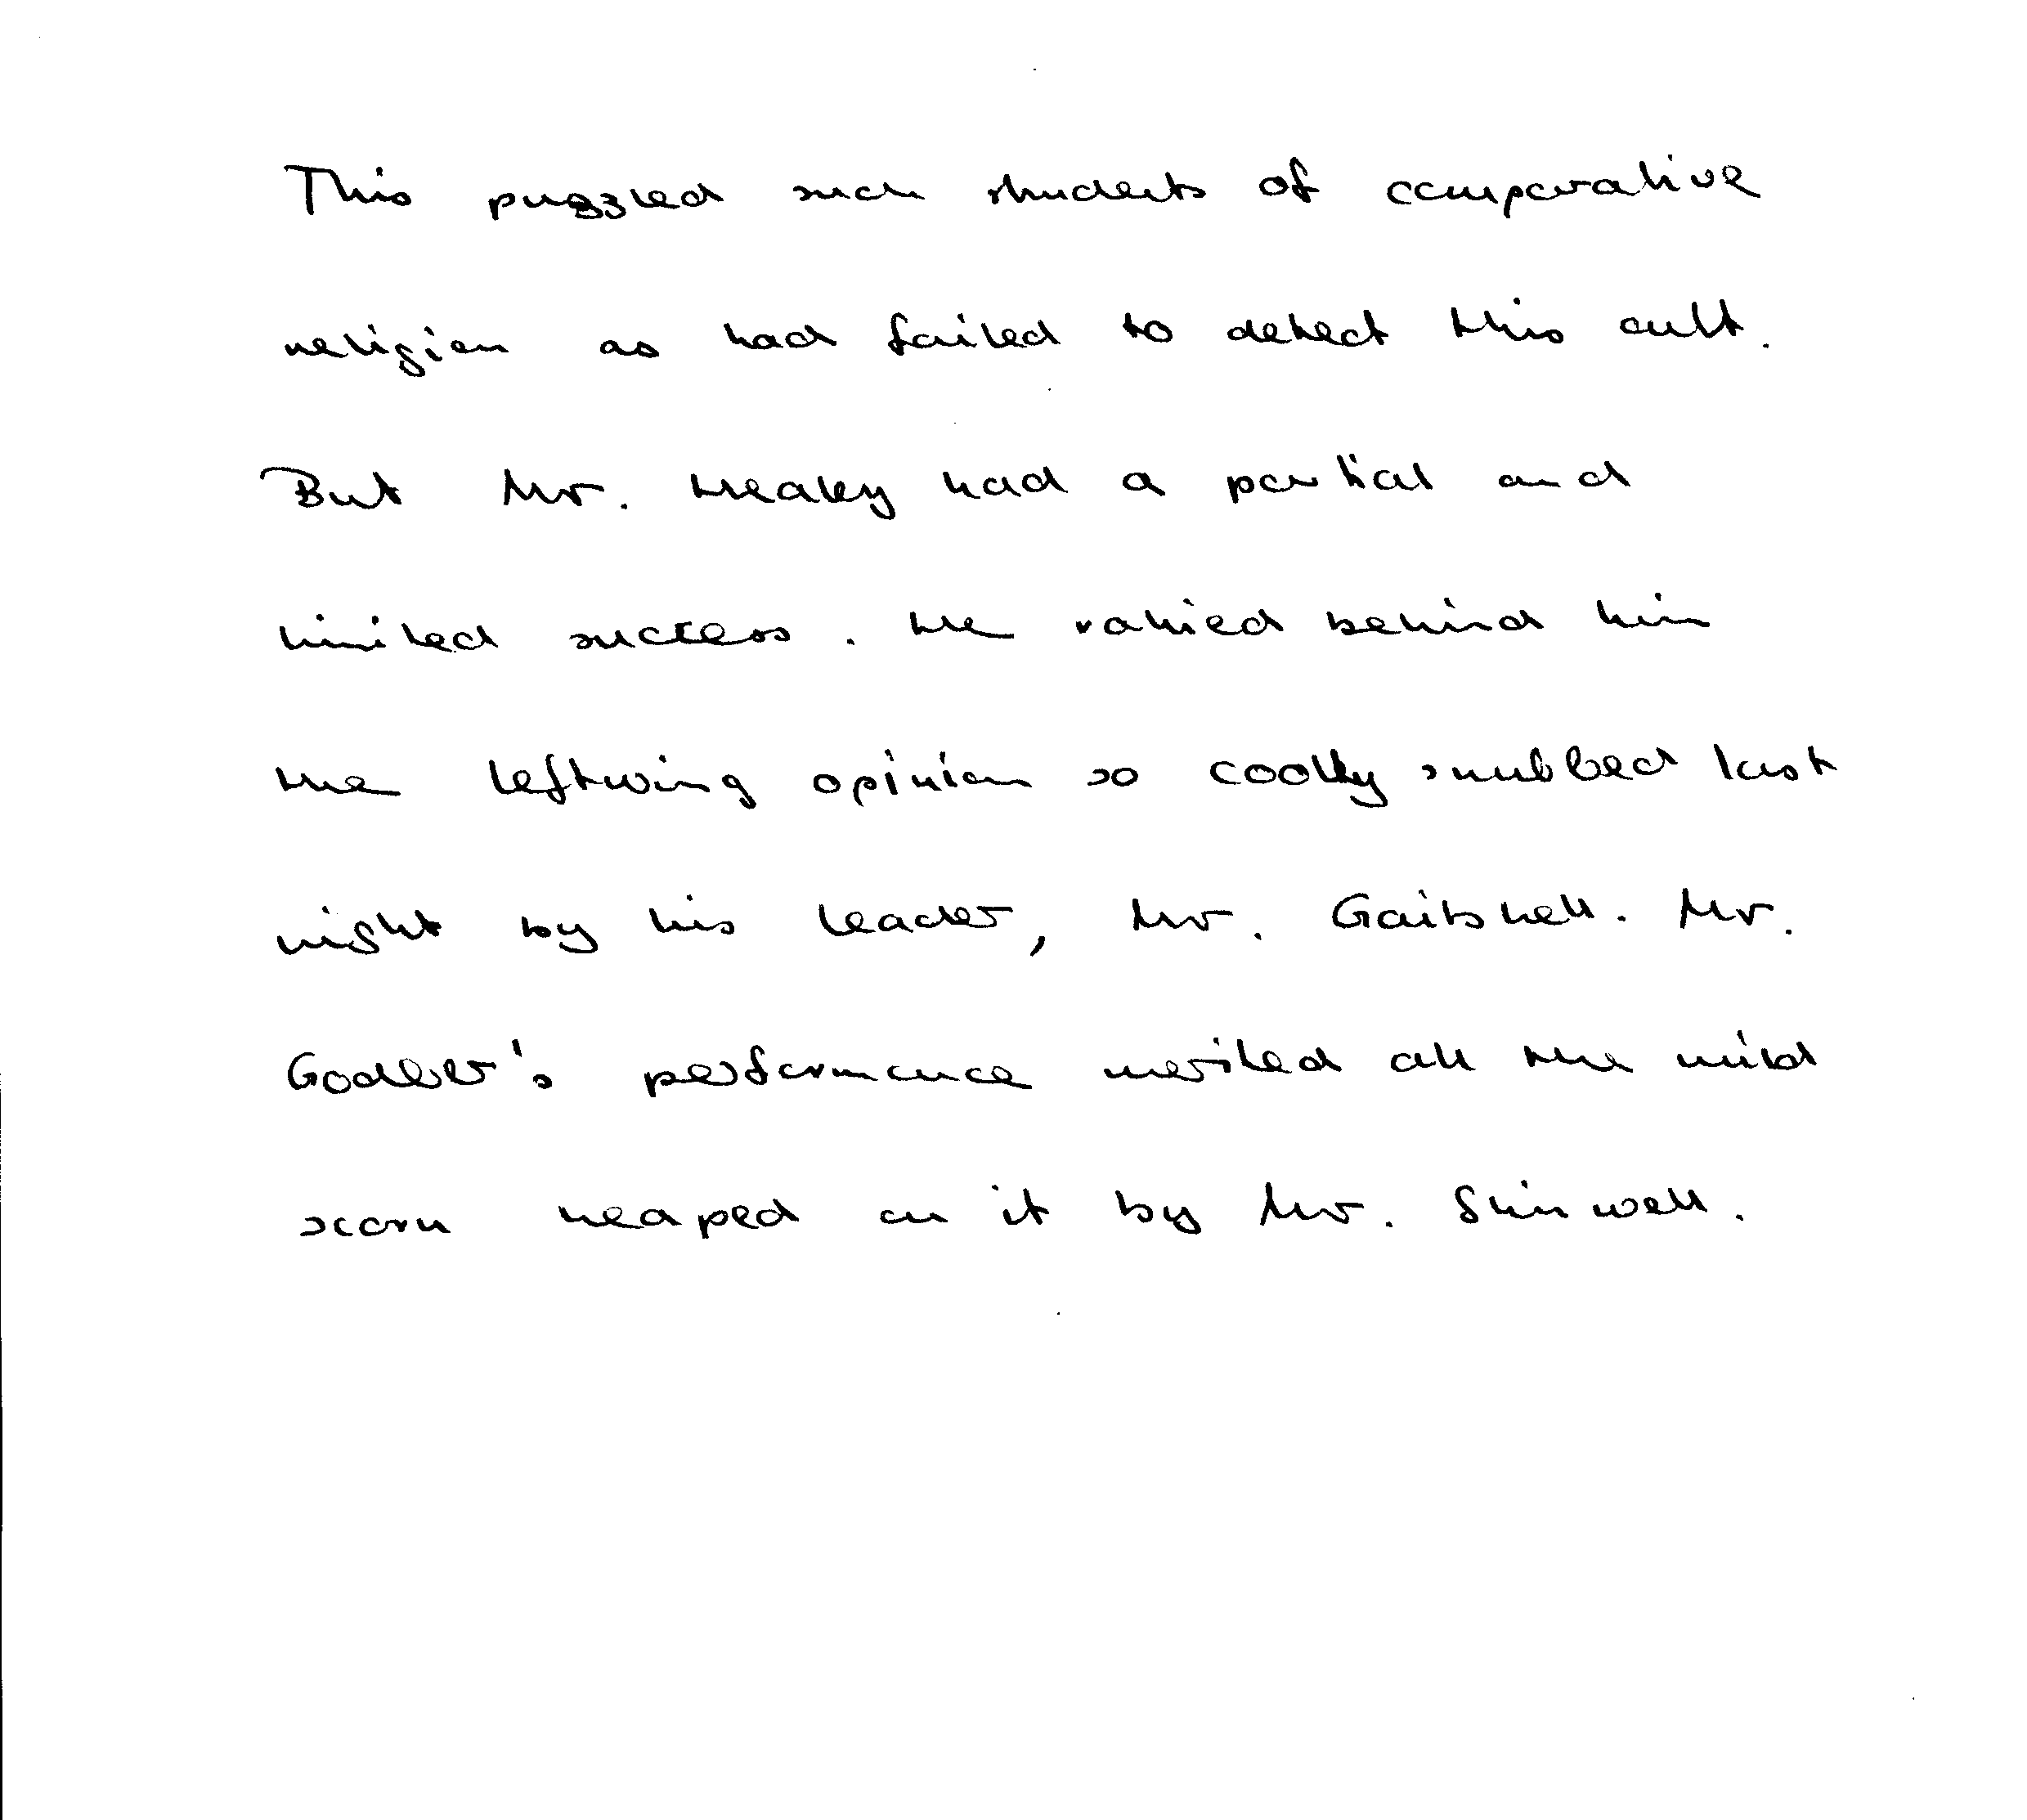 This puzzled such students of comparative
religion as had failed to detect this cult.
But Mr. Healey had a partial and
limited success. He rallied behind him
the leftwing opinion so coolly snubbed last
night by his leader, Mr. Gaitskell. Mr.
Godber's performance merited all the mild
scorn heaped on it by Mr. Shinwell.